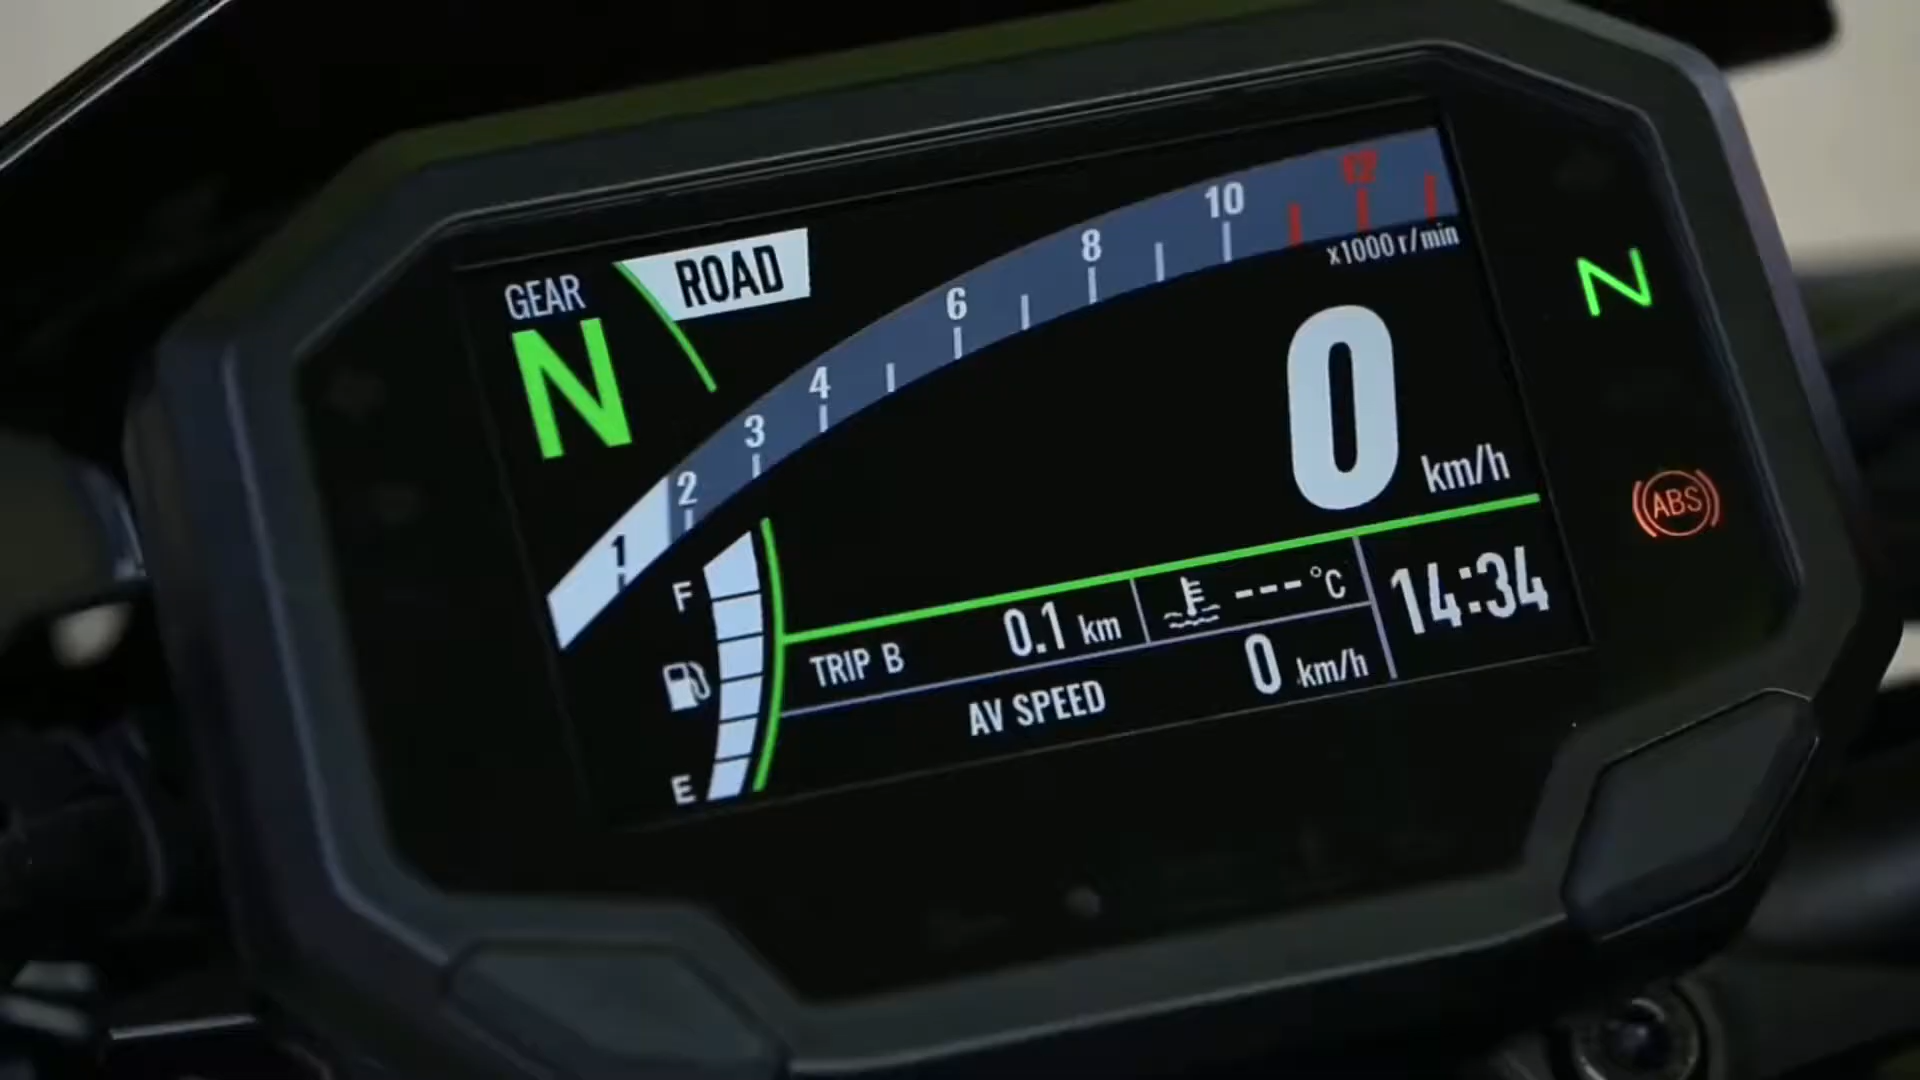 GEAR
N
ROAD
1 2 3 4 6 8 10 12
x1000 r/min
N
0 km/h
ABS
F
E
TRIP B 0.1 km
---°C
14:34
AV SPEED 0 km/h